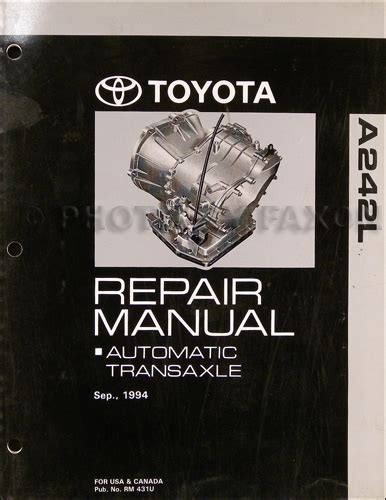 TOYOTA
A242L
REPAIR
MANUAL
AUTOMATIC
TRANSAXLE
Sep., 1994
FOR USA & CANADA
Pub. No. RM 431U